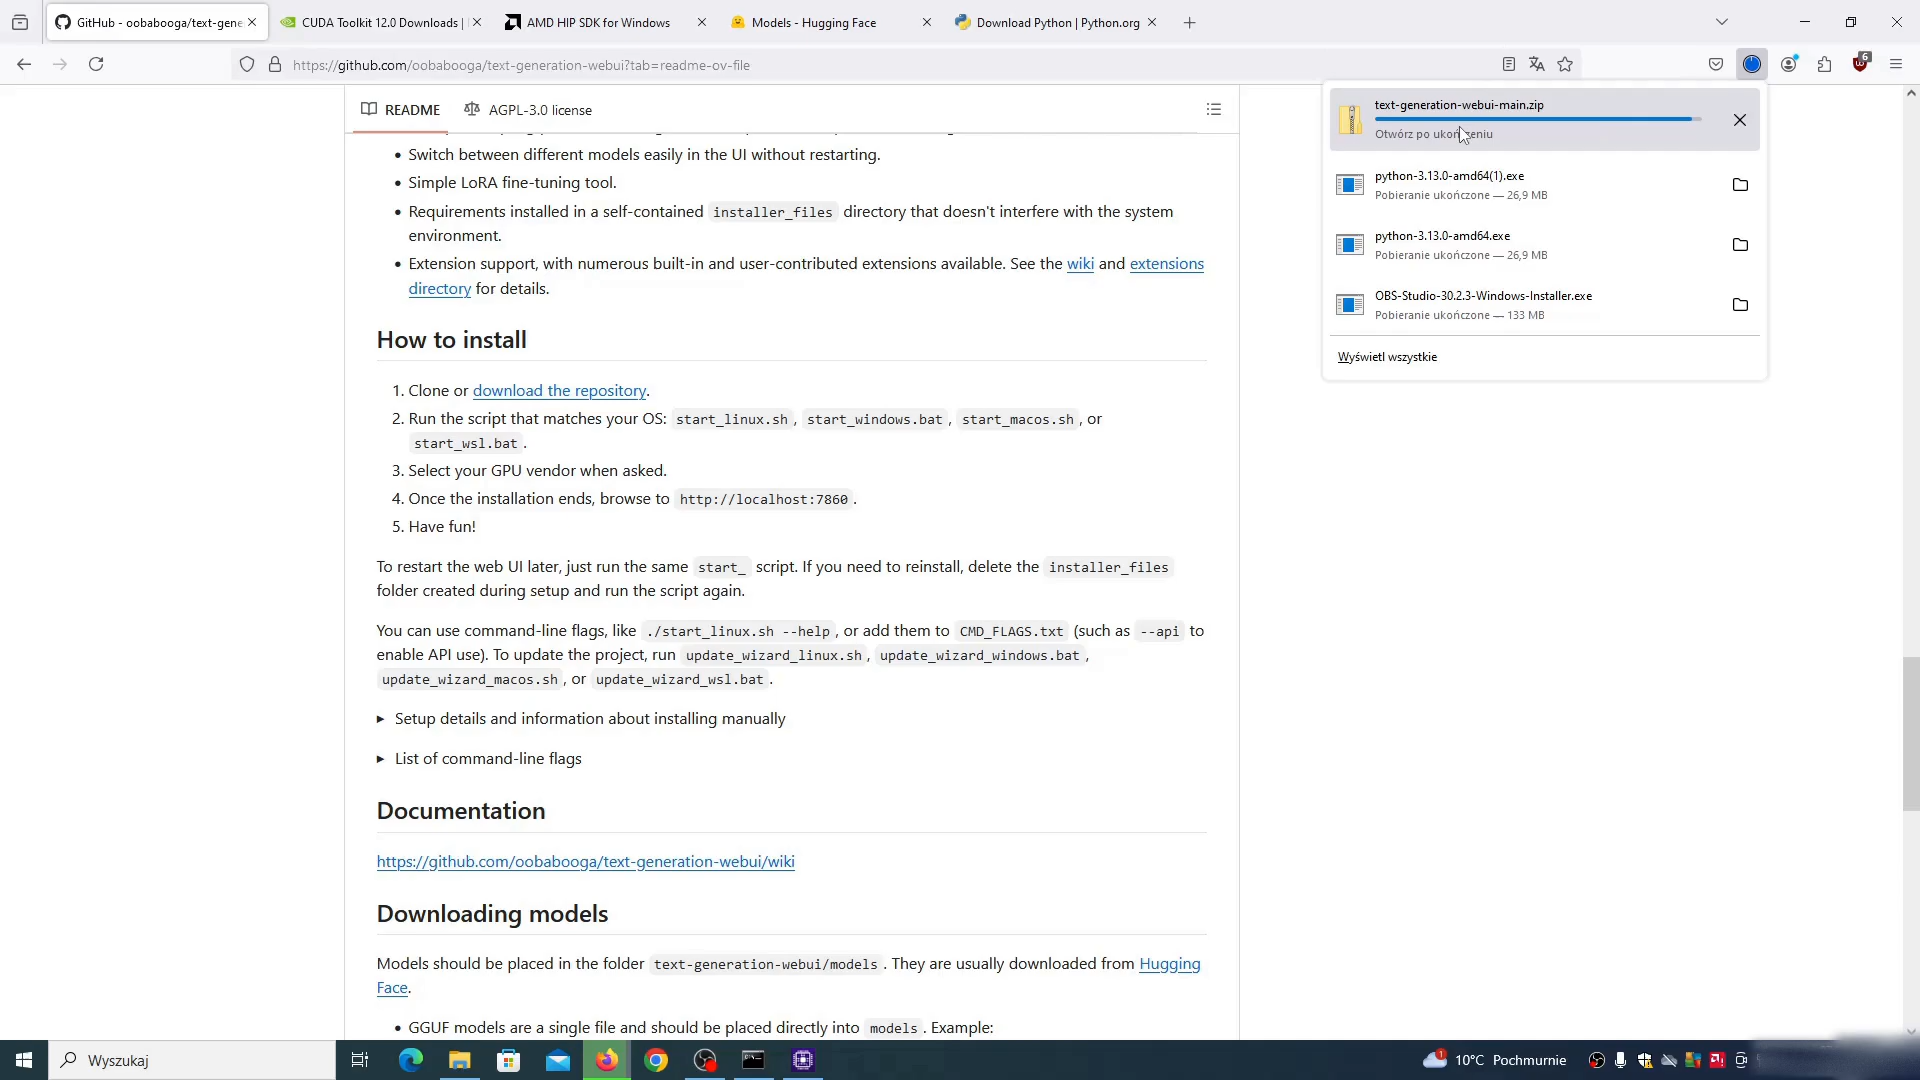 GitHub - oobabooga/text-gene
CUDA Toolkit 12.0 Downloads |
AMD HIP SDK for Windows
Models - Hugging Face
Download Python | Python.org
https://github.com/oobabooga/text-generation-webui?tab=readme-ov-file
6
README
AGPL-3.0 license
text-generation-webui-main.zip
Otwórz po ukończeniu
python-3.13.0-amd64(1).exe
Pobieranie ukończone — 26,9 MB
python-3.13.0-amd64.exe
Pobieranie ukończone — 26,9 MB
OBS-Studio-30.2.3-Windows-Installer.exe
Pobieranie ukończone — 133 MB
Wyświetl wszystkie
• Switch between different models easily in the UI without restarting.
• Simple LoRA fine-tuning tool.
• Requirements installed in a self-contained installer_files directory that doesn't interfere with the system
environment.
• Extension support, with numerous built-in and user-contributed extensions available. See the wiki and extensions
directory for details.
How to install
1. Clone or download the repository.
2. Run the script that matches your OS: start_linux.sh, start_windows.bat, start_macos.sh, or
start_wsl.bat.
3. Select your GPU vendor when asked.
4. Once the installation ends, browse to http://localhost:7860.
5. Have fun!
To restart the web UI later, just run the same start_ script. If you need to reinstall, delete the installer_files
folder created during setup and run the script again.
You can use command-line flags, like ./start_linux.sh --help, or add them to CMD_FLAGS.txt (such as --api to
enable API use). To update the project, run update_wizard_linux.sh, update_wizard_windows.bat,
update_wizard_macos.sh, or update_wizard_wsl.bat.
▸ Setup details and information about installing manually
▸ List of command-line flags
Documentation
https://github.com/oobabooga/text-generation-webui/wiki
Downloading models
Models should be placed in the folder text-generation-webui/models. They are usually downloaded from Hugging
Face.
• GGUF models are a single file and should be placed directly into models. Example:
Wyszukaj
1
10°C Pochmurnie